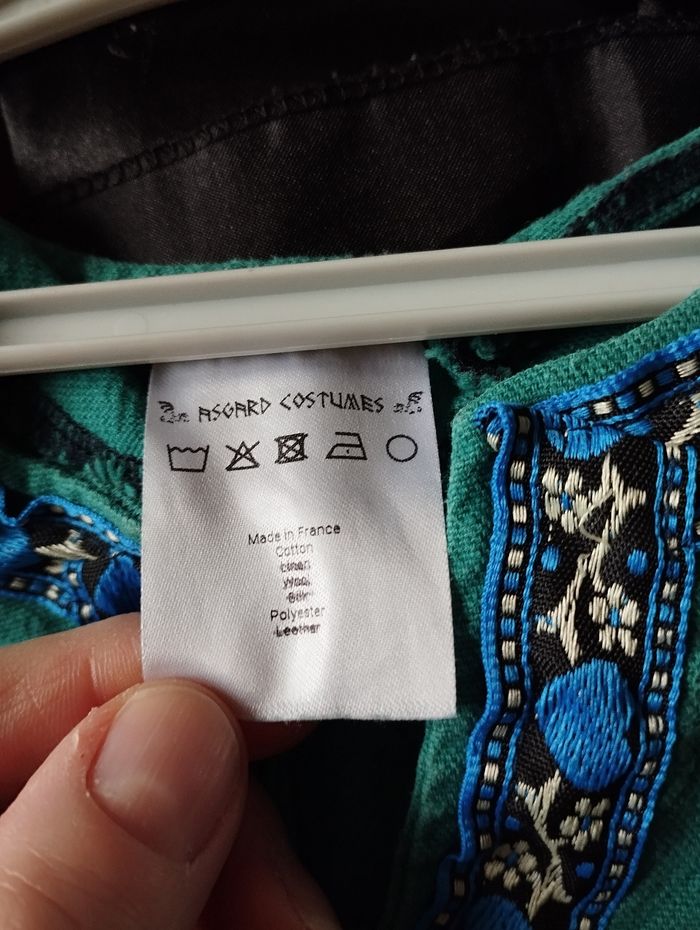 ASGARD COSTUMES
Made in France
Cotton
Linen
Wool
Silk
Polyester
Leather